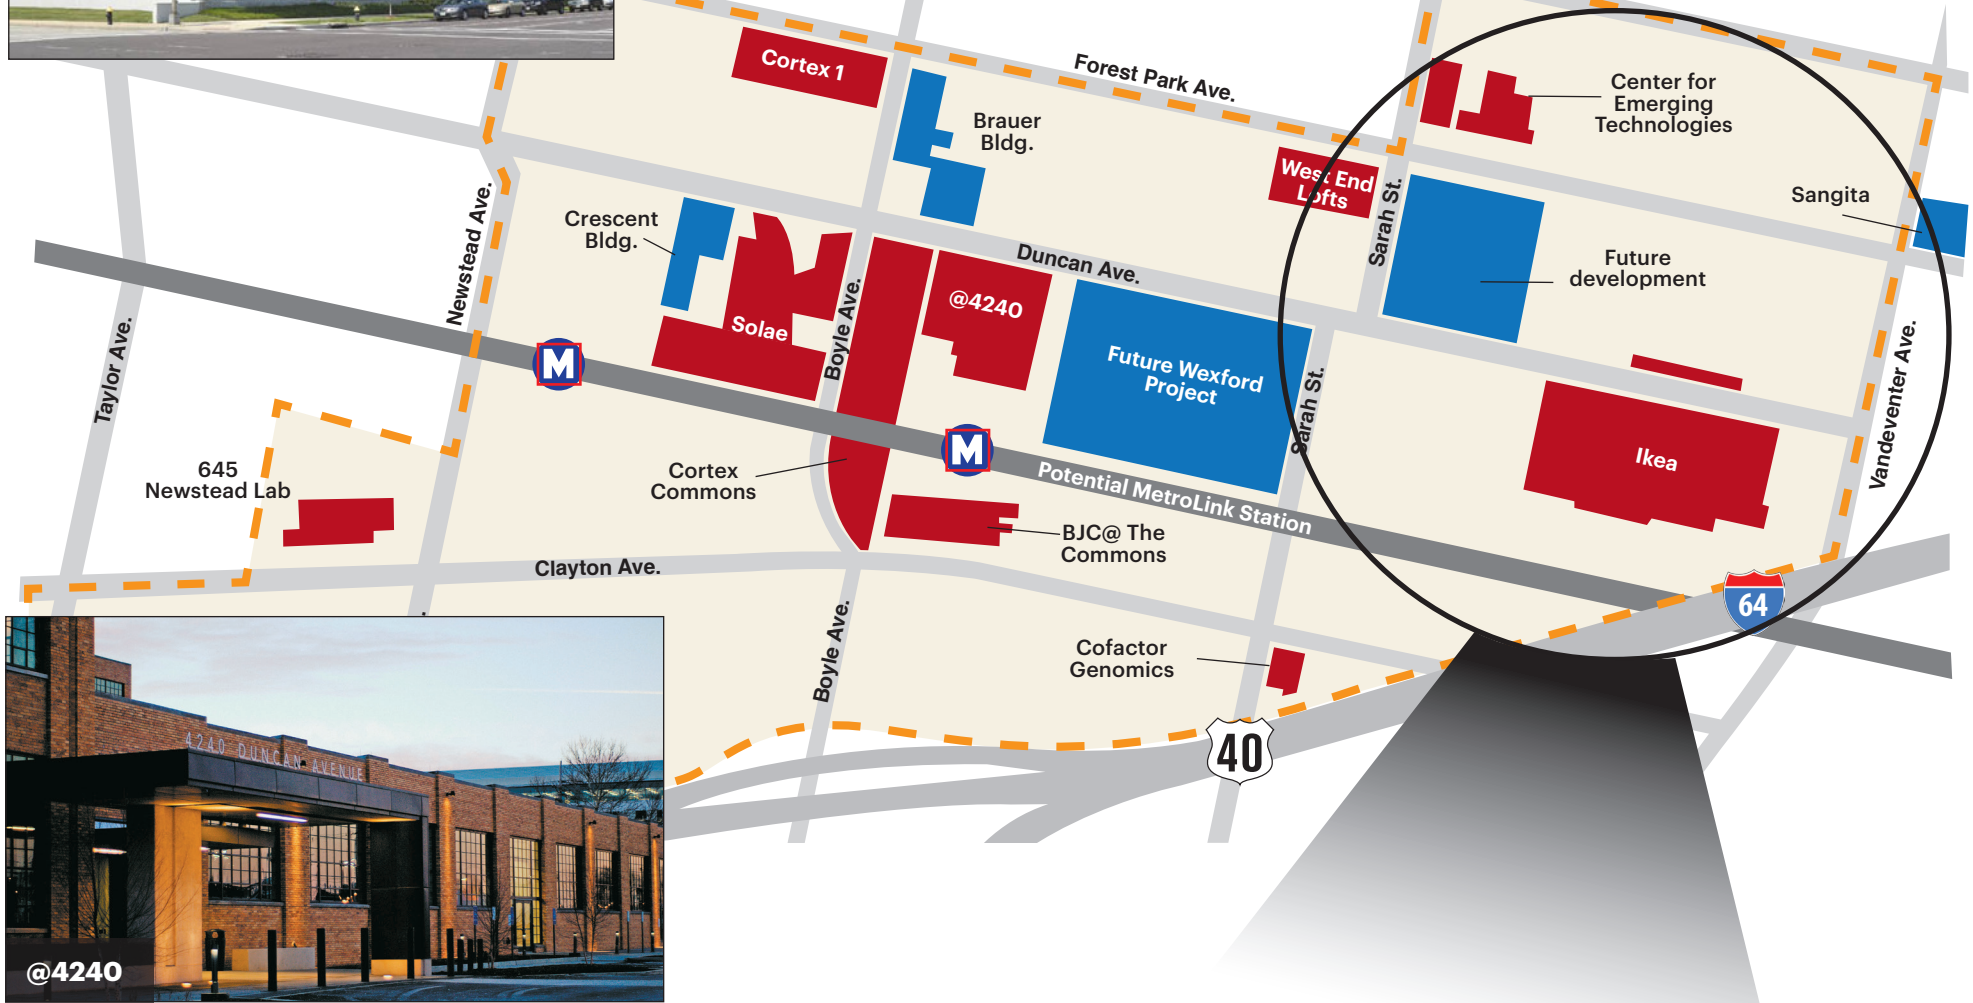 Cortex 1
Forest Park Ave.
Center for
Emerging
Technologies
Brauer
Bldg.
West End
Lofts
Sarah St.
Sangita
Newstead Ave.
Crescent
Bldg.
Duncan Ave.
Future
development
@4240
Solae
Boyle Ave.
Future Wexford
Project
Taylor Ave.
Sarah St.
Vandeventer Ave.
M
M
645
Newstead Lab
Cortex
Commons
Potential MetroLink Station
Ikea
BJC@ The
Commons
Clayton Ave.
64
Boyle Ave.
Cofactor
Genomics
40
4240 DUNCAN AVENUE
@4240